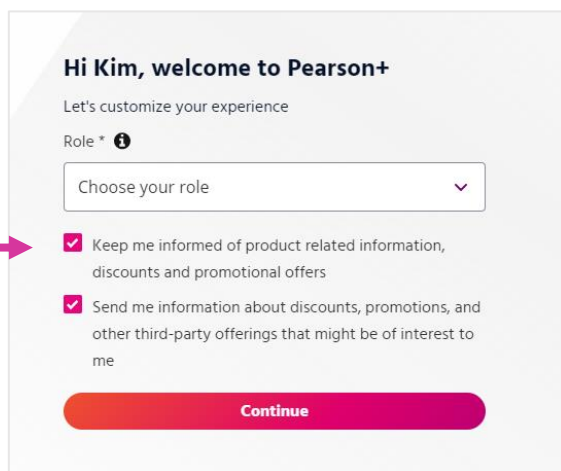 Hi Kim, welcome to Pearson+
Let's customize your experience
Role *
Choose your role
Keep me informed of product related information,
discounts and promotional offers
Send me information about discounts, promotions, and
other third-party offerings that might be of interest to
me
Continue